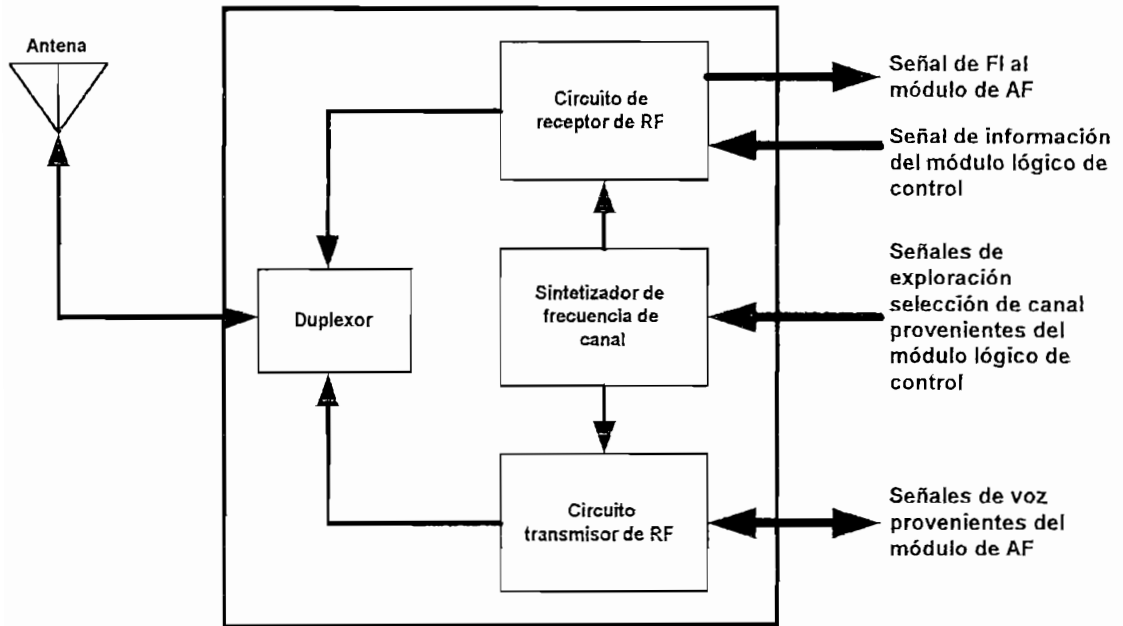 Antena
Circuito de
receptor de RF
Señal de FI al
módulo de AF
Señal de información
del módulo lógico de
control
Duplexor
Sintetizador de
frecuencia de
canal
Señales de
exploración
selección de canal
provenientes del
módulo lógico de
control
Circuito
transmisor de RF
Señales de voz
provenientes del
módulo de AF